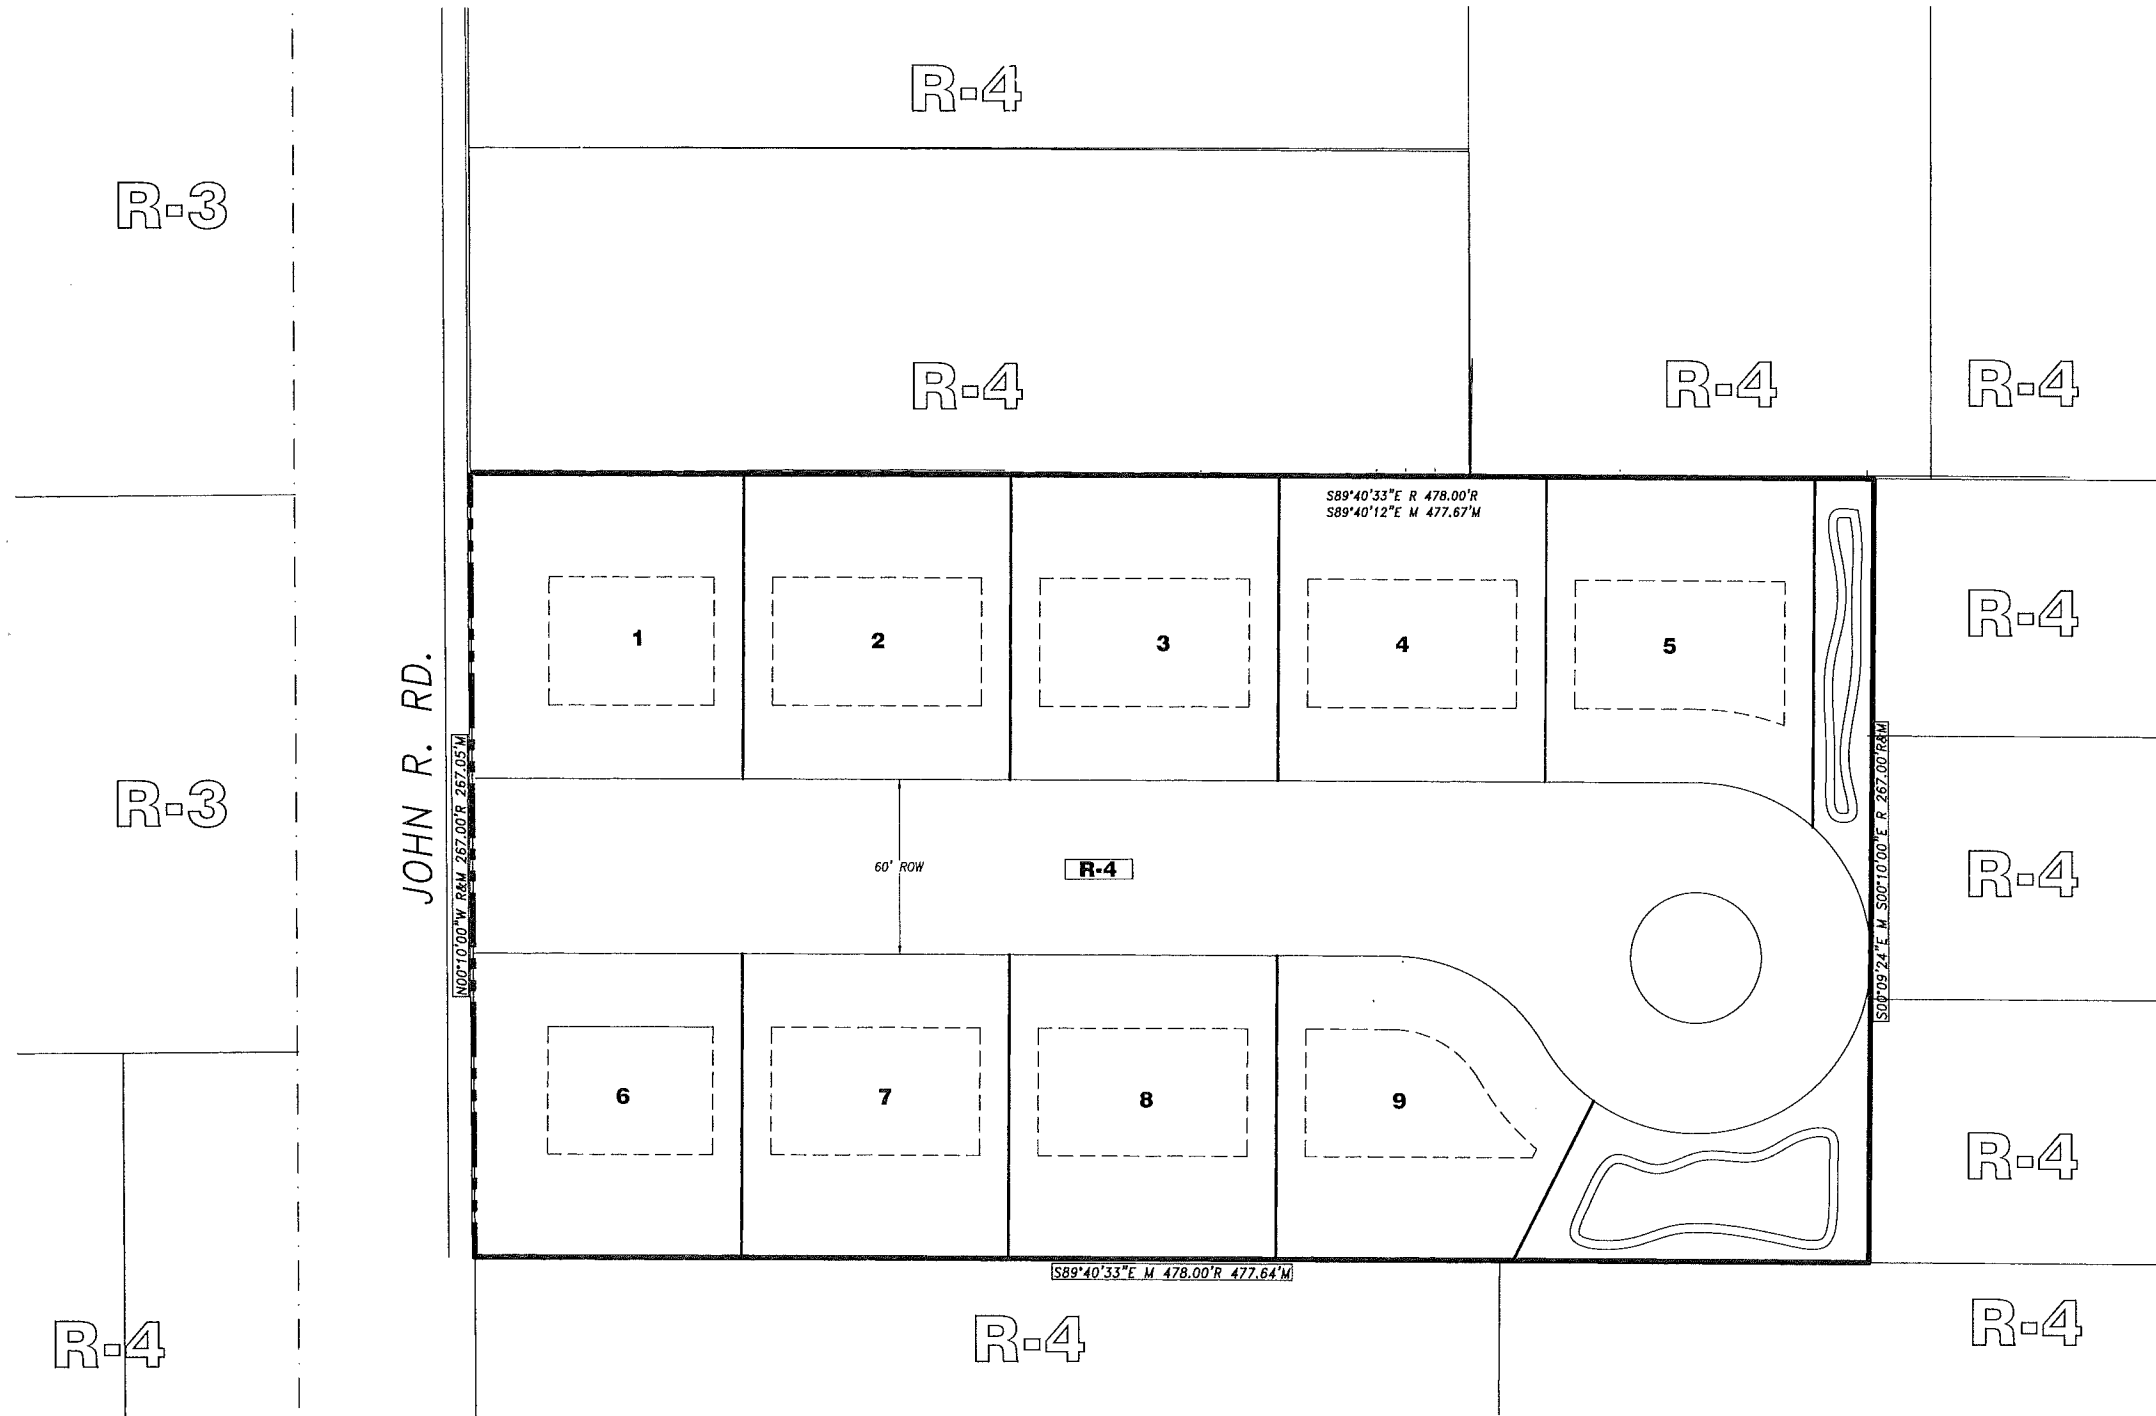 R-4
R-3
R-4
R-4
R-4
S89°40'33"E R 478.00'R
S89°40'12"E M 477.67'M
1
2
3
4
5
R-4
JOHN R. RD.
N00°10'00"W R&M 267.00'R 267.05'M
S00°09'24"E M S00°10'00"E R 267.00'R&M
R-3
60' ROW
R-4
R-4
6
7
8
9
R-4
S89°40'33"E M 478.00'R 477.64'M
R-4
R-4
R-4